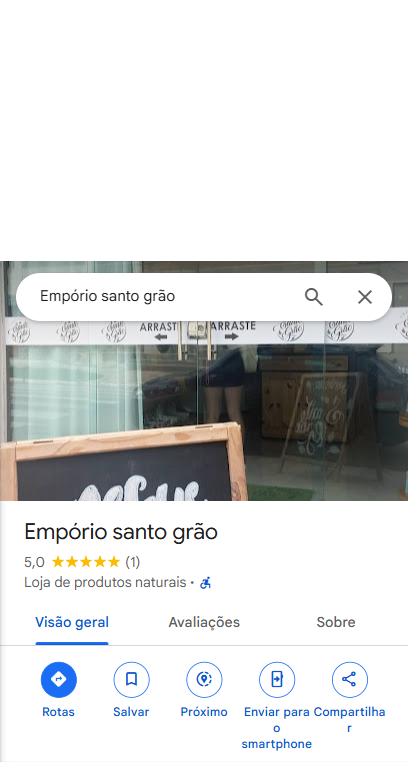 Empório santo grão
ARRASTE ARRASTE
Empório santo grão
5,0 (1)
Loja de produtos naturais ·
Visão geral Avaliações Sobre
Rotas Salvar Próximo Enviar para Compartilha
o r
smartphone